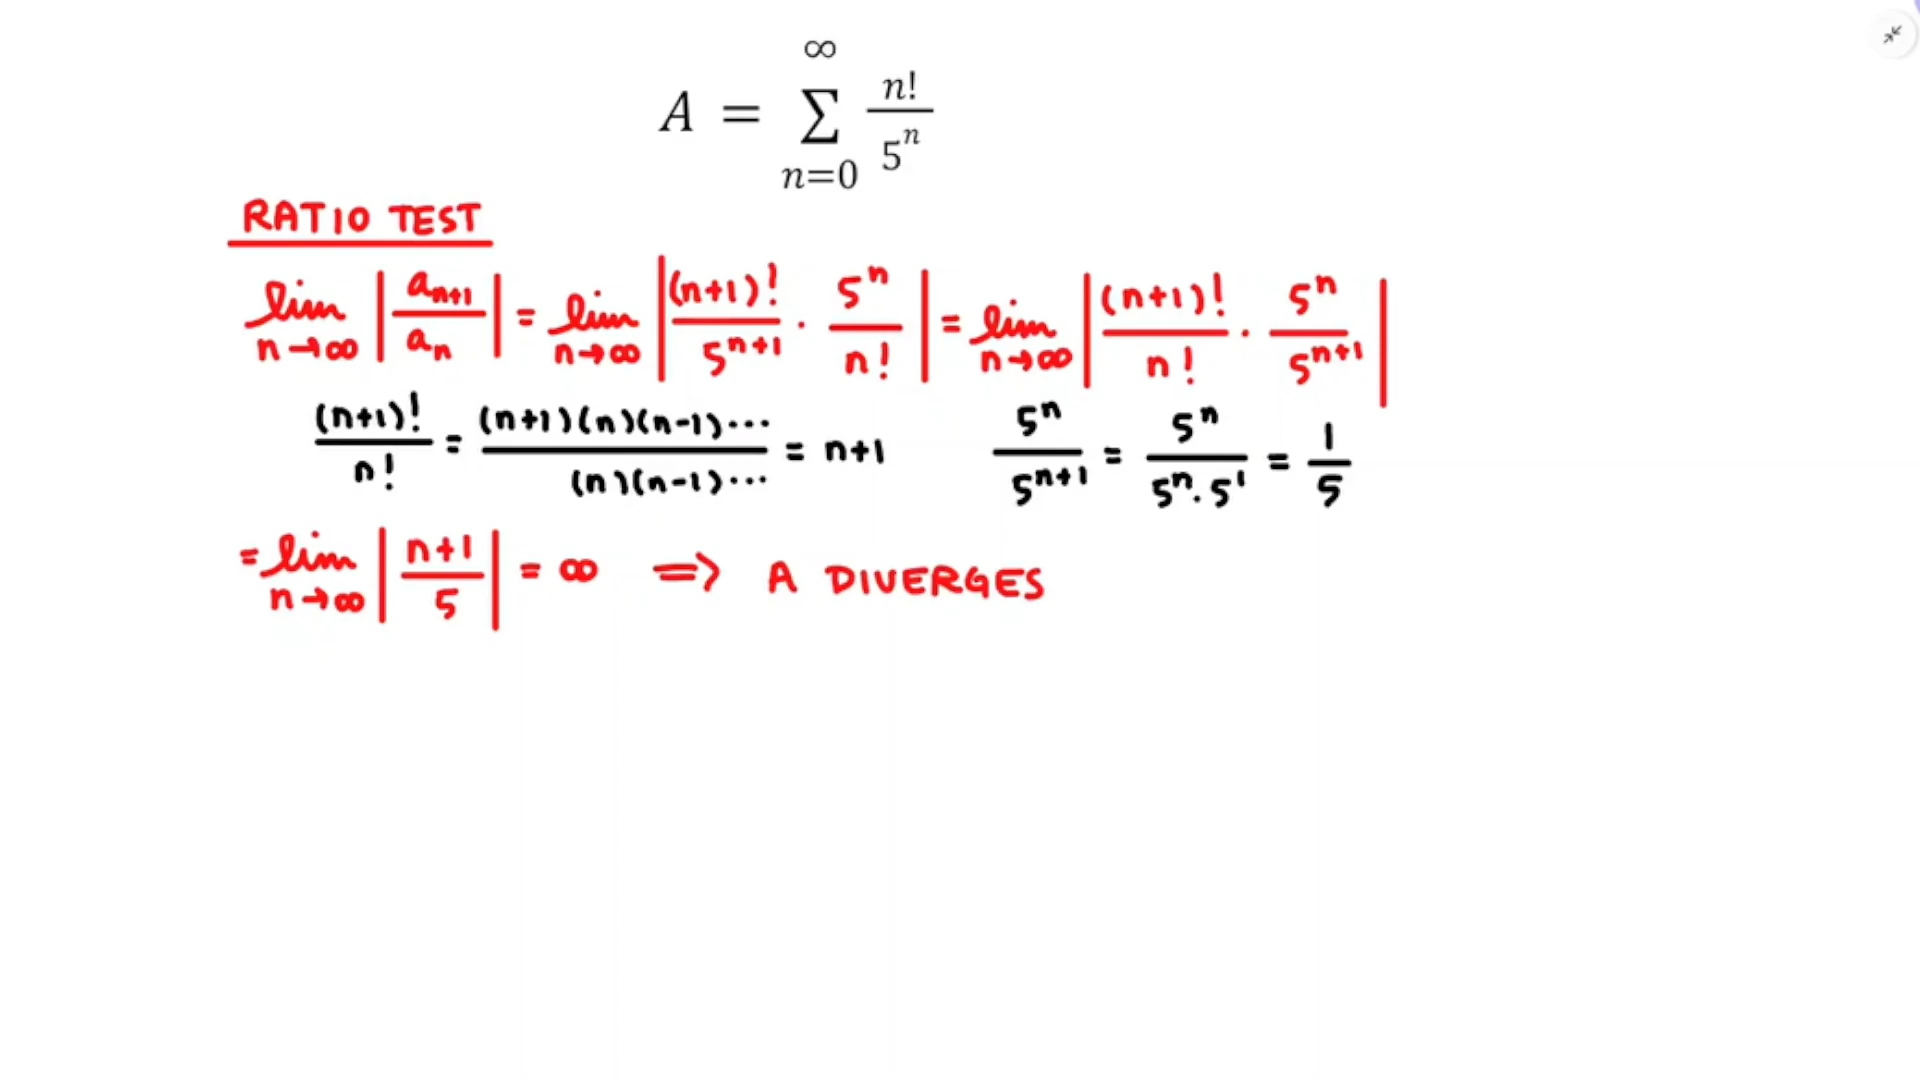 A = ∑_{n=0}^{∞} n!/5^n
RATIO TEST
lim_{n→∞} |a_{n+1}/a_n| = lim_{n→∞} |(n+1)!/5^{n+1} · 5^n/n!| = lim_{n→∞} |(n+1)!/n! · 5^n/5^{n+1}|
(n+1)!/n! = (n+1)(n)(n-1)···/(n)(n-1)··· = n+1 5^n/5^{n+1} = 5^n/5^n·5^1 = 1/5
= lim_{n→∞} |n+1/5| = ∞ ⇒ A DIVERGES